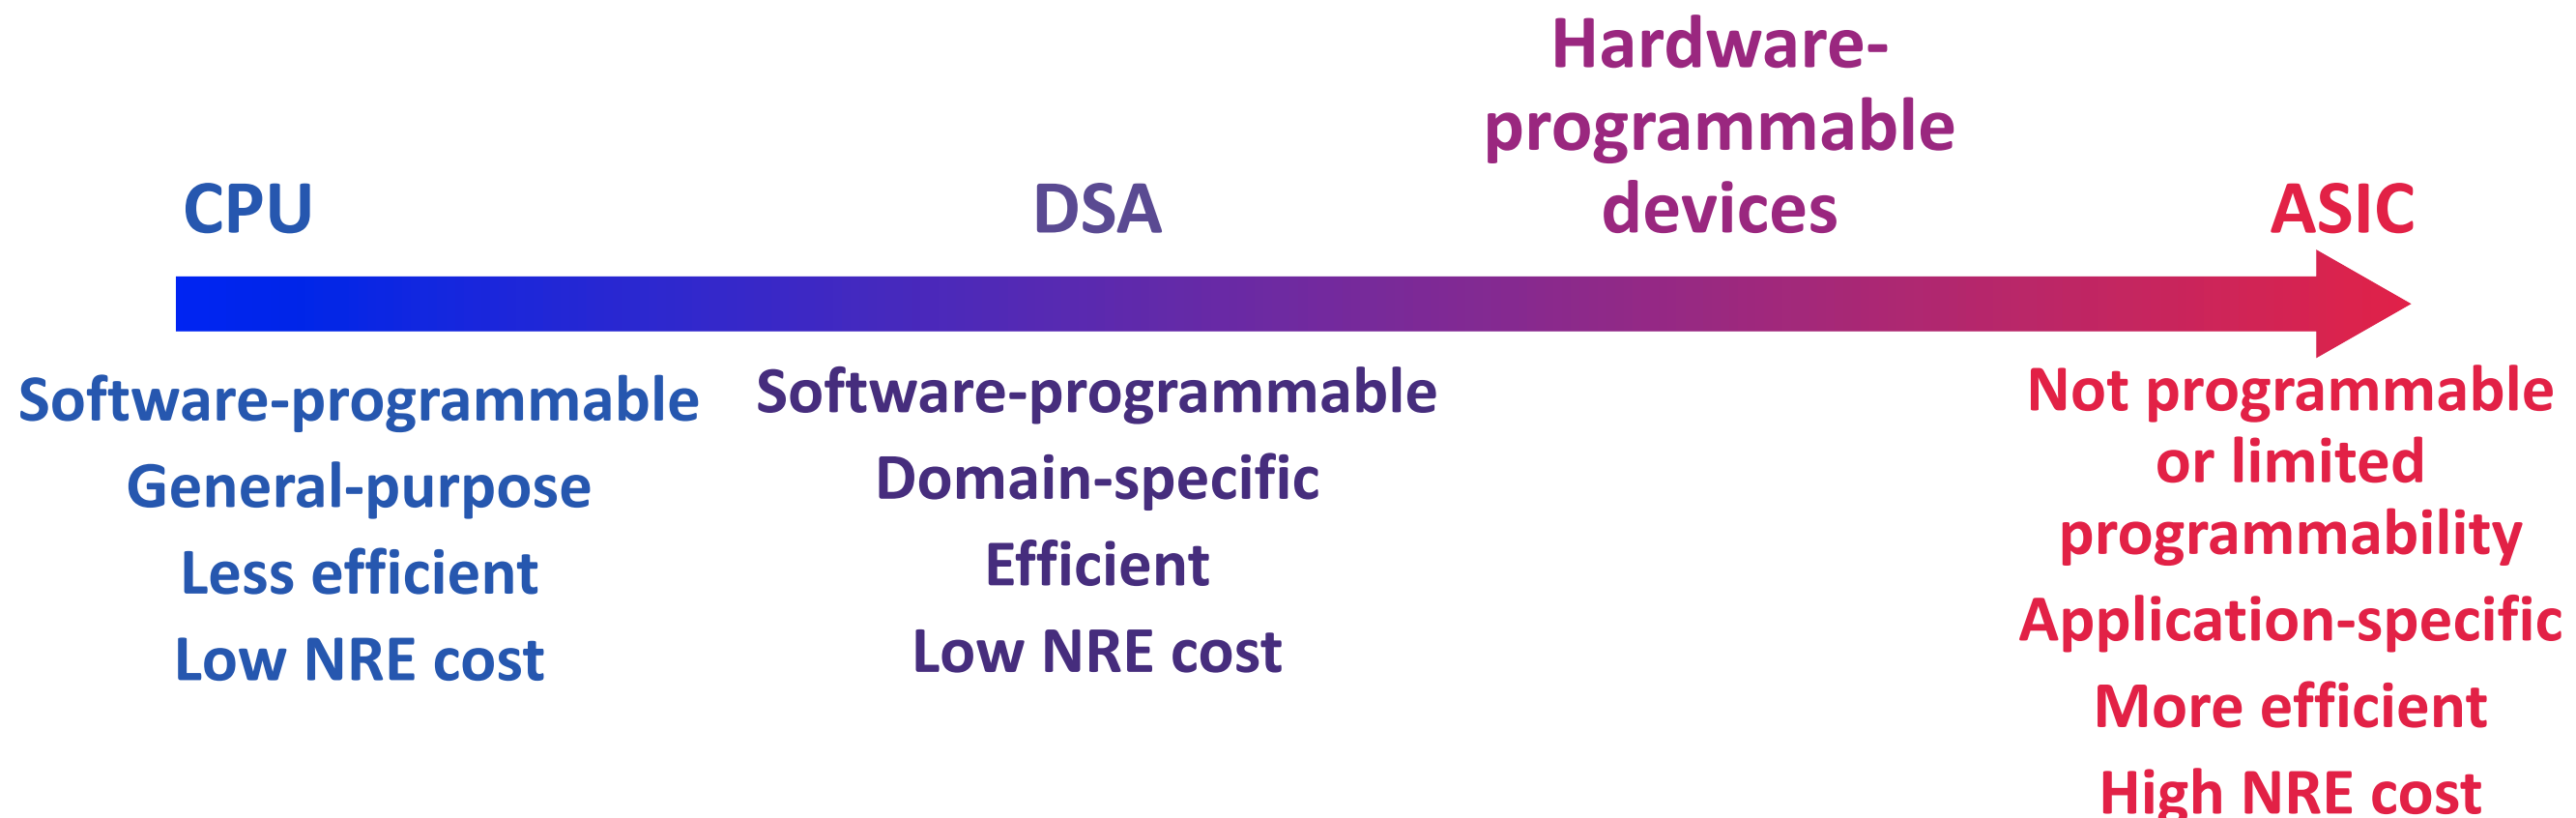 Hardware-
programmable
devices
CPU
DSA
ASIC
Software-programmable
General-purpose
Less efficient
Low NRE cost
Software-programmable
Domain-specific
Efficient
Low NRE cost
Not programmable
or limited
programmability
Application-specific
More efficient
High NRE cost